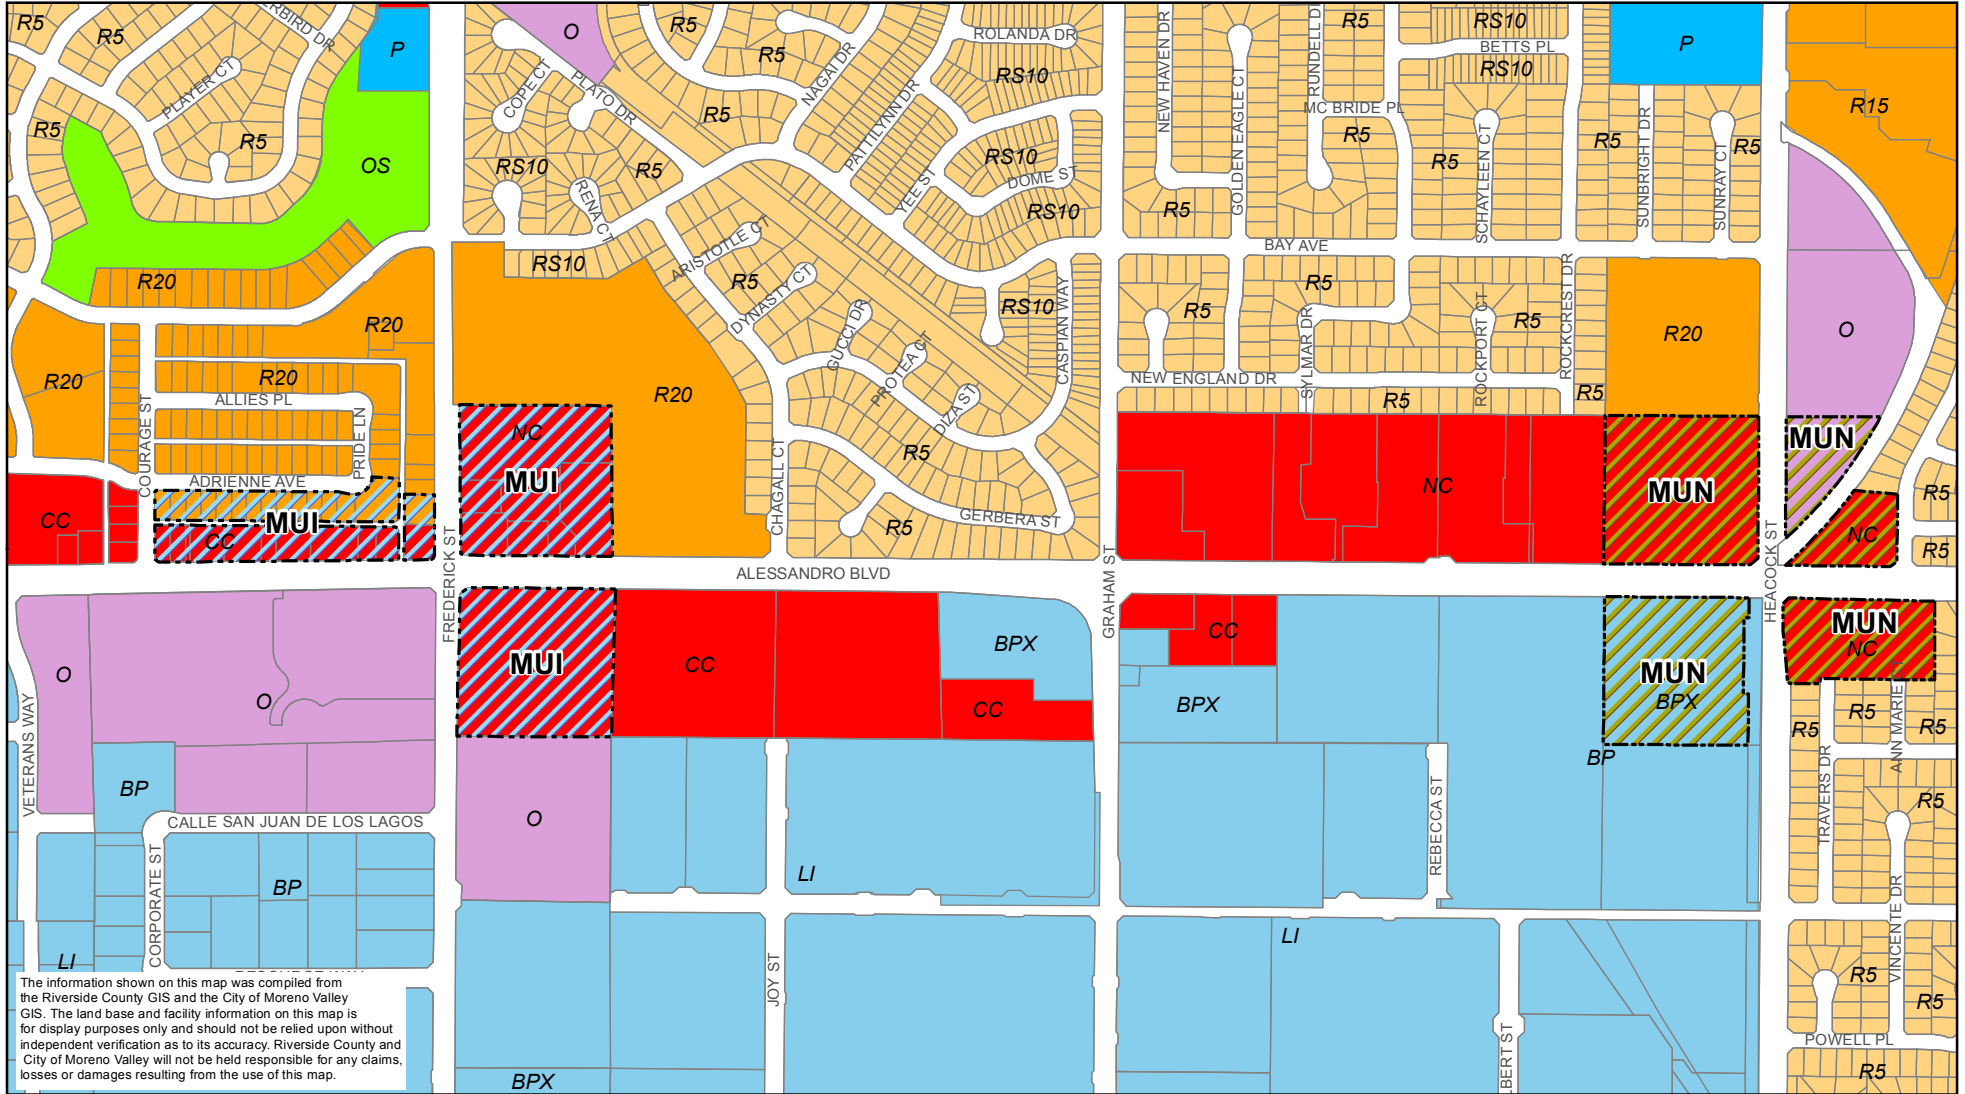 R5
R5
ERBIRD DR
P
O
R5
R5
ROLANDA DR
R5
RS10
BETTS PL
RS10
P
PLAYER CT
R5
R5
COPE CT
PLATO DR
NAGAI DR
R5
PATTILYNN DR
RS10
NEW HAVEN DR
GOLDEN EAGLE CT
RUNDELL D
MC BRIDE PL
R5
SCHAYLEEN CT
R5
R5
SUNBRIGHT DR
SUNRAY CT
R5
R15
OS
RS10
RENA CT
R5
YEE ST
RS10
DOME ST
RS10
R5
BAY AVE
R20
RS10
ARISTOTLE CT
R5
DYNASTY CT
GUCCI DR
RS10
CASPIAN WAY
R5
R5
SYLMAR DR
ROCKPORT CT
R5
ROCKCREST DR
R20
O
R20
R20
R20
ALLIES PL
COURAGE ST
PRIDE LN
R20
PROTEA CT
DIZA ST
NEW ENGLAND DR
R5
R5
NC
MUI
CHAGALL CT
R5
GERBERA ST
R5
NC
MUN
MUN
NC
R5
R5
ADRIENNE AVE
CC
MUI
CC
FREDERICK ST
ALESSANDRO BLVD
GRAHAM ST
HEACOCK ST
O
O
VETERANS WAY
MUI
CC
BPX
CC
CC
BPX
MUN
BPX
MUN
NC
R5
R5
R5
ANN MARIE
TRAVERS DR
BP
BP
CALLE SAN JUAN DE LOS LAGOS
O
LI
REBECCA ST
R5
VINCENTE DR
CORPORATE ST
BP
LI
JOY ST
LI
LBERT ST
R5
R5
POWELL PL
R5
BPX
The information shown on this map was compiled from
the Riverside County GIS and the City of Moreno Valley
GIS. The land base and facility information on this map is
for display purposes only and should not be relied upon without
independent verification as to its accuracy. Riverside County and
City of Moreno Valley will not be held responsible for any claims,
losses or damages resulting from the use of this map.